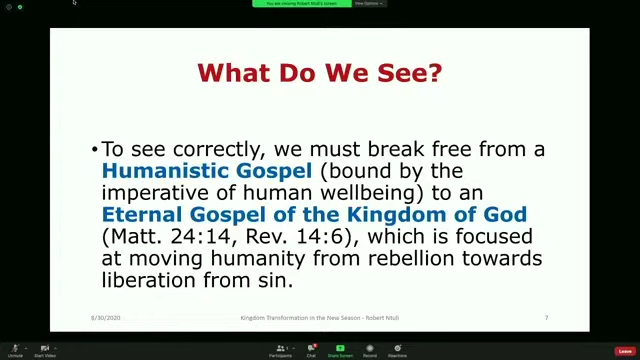 You are viewing Robert Ntuli's screen View Options
What Do We See?
•To see correctly, we must break free from a
Humanistic Gospel (bound by the
imperative of human wellbeing) to an
Eternal Gospel of the Kingdom of God
(Matt. 24:14, Rev. 14:6), which is focused
at moving humanity from rebellion towards
liberation from sin.
8/30/2020 Kingdom Transformation in the New Season - Robert Ntuli 7
Unmute Start Video Participants Chat Share Screen Record Reactions Leave